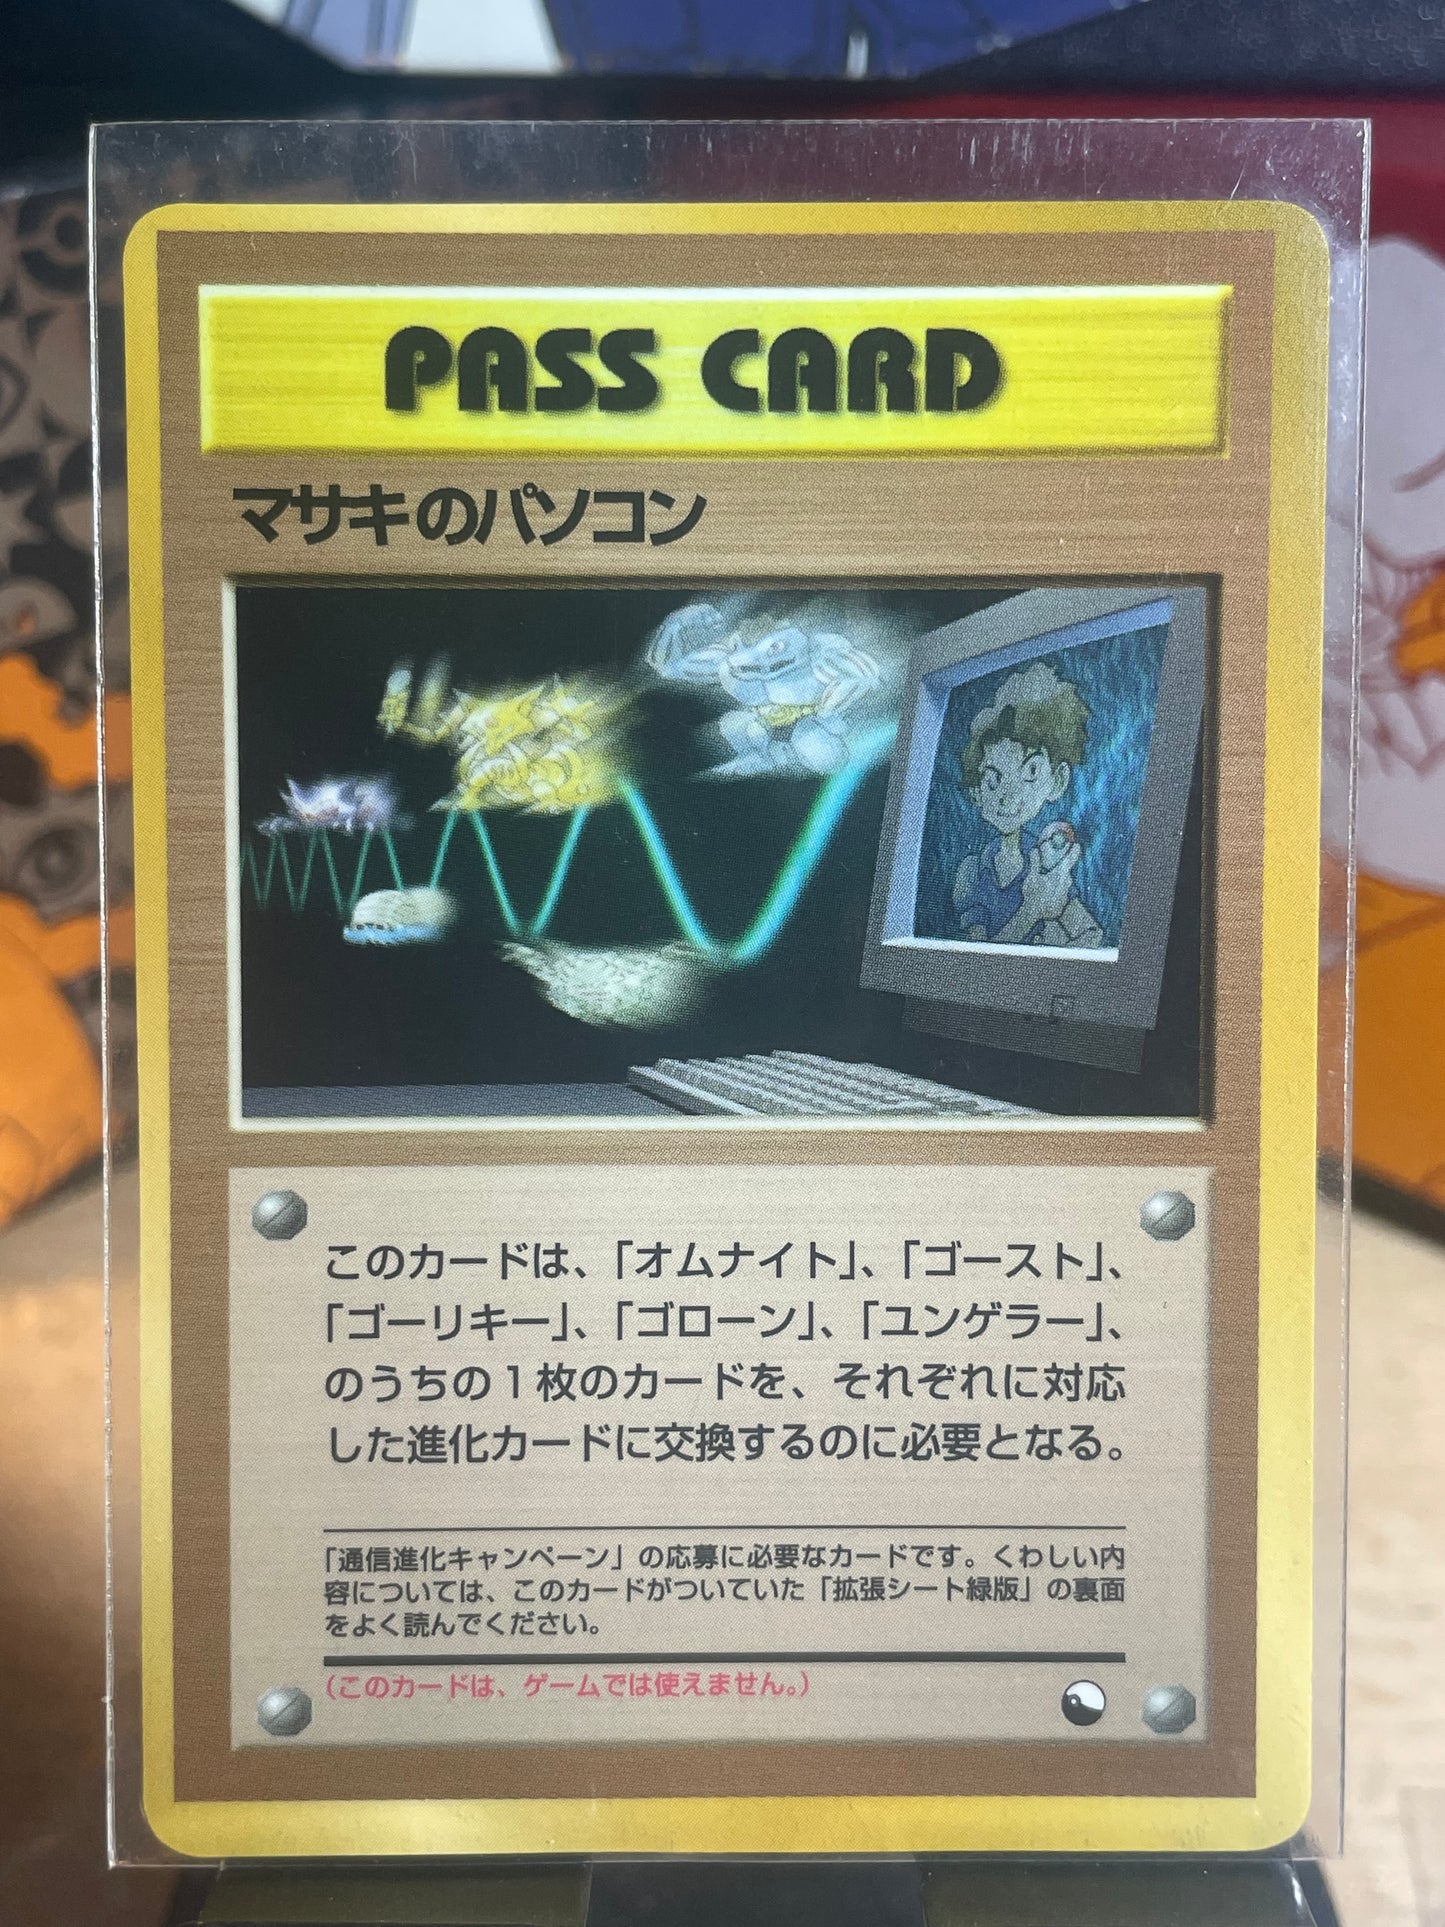 PASS CARD
マサキのパソコン
このカードは、「オムナイト」、「ゴースト」、
「ゴーリキー」、「ゴローン」、「ユンゲラー」、
のうちの1枚のカードを、それぞれに対応
した進化カードに交換するのに必要となる。
「通信進化キャンペーン」の応募に必要なカードです。くわしい内
容については、このカードがついていた「拡張シート緑版」の裏面
をよく読んでください。
(このカードは、ゲームでは使えません。)